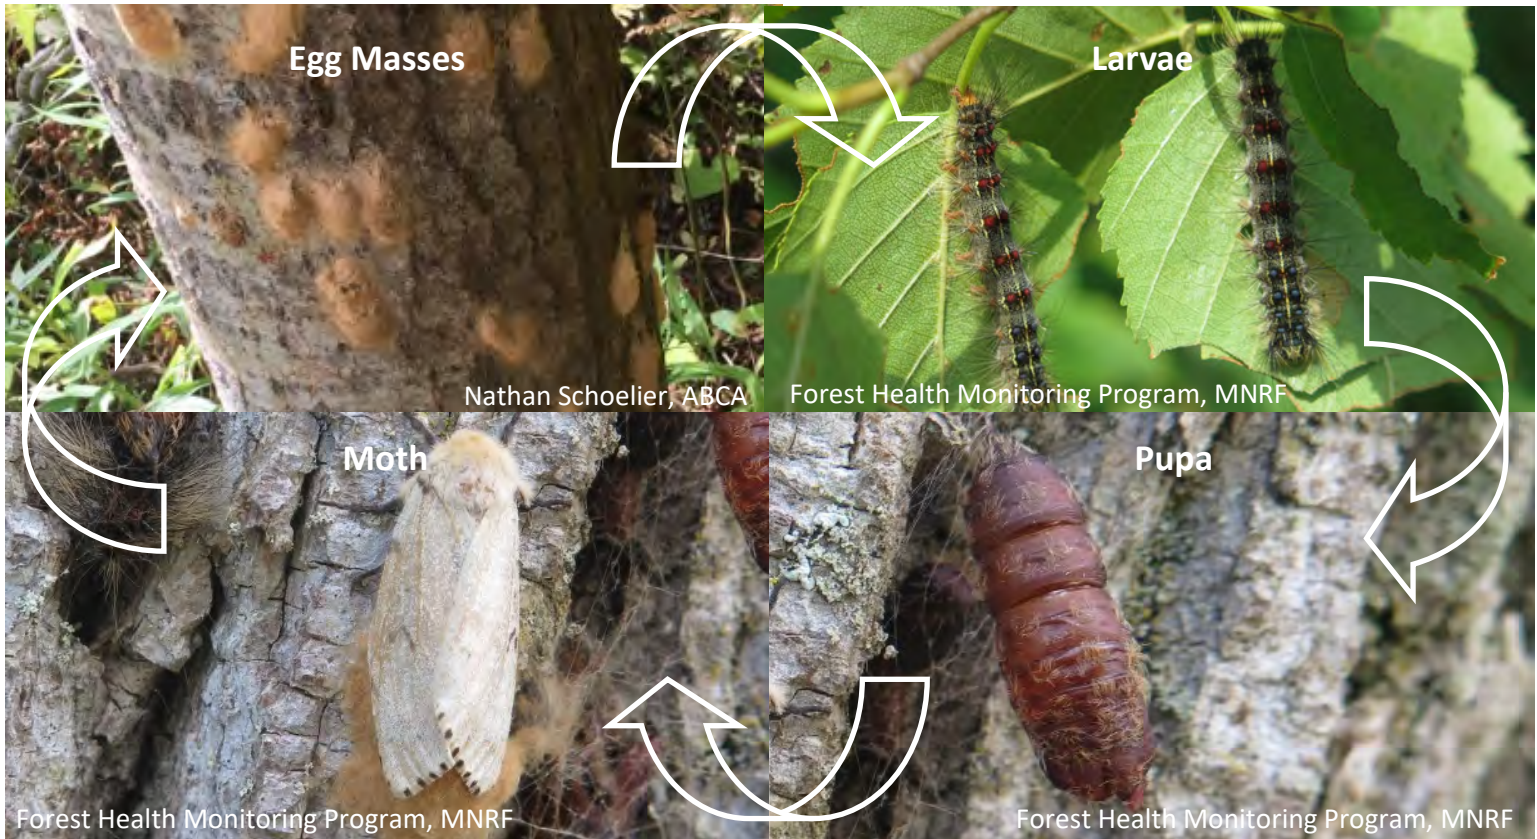 Egg Masses
Larvae
Nathan Schoelier, ABCA
Forest Health Monitoring Program, MNRF
Moth
Pupa
Forest Health Monitoring Program, MNRF
Forest Health Monitoring Program, MNRF